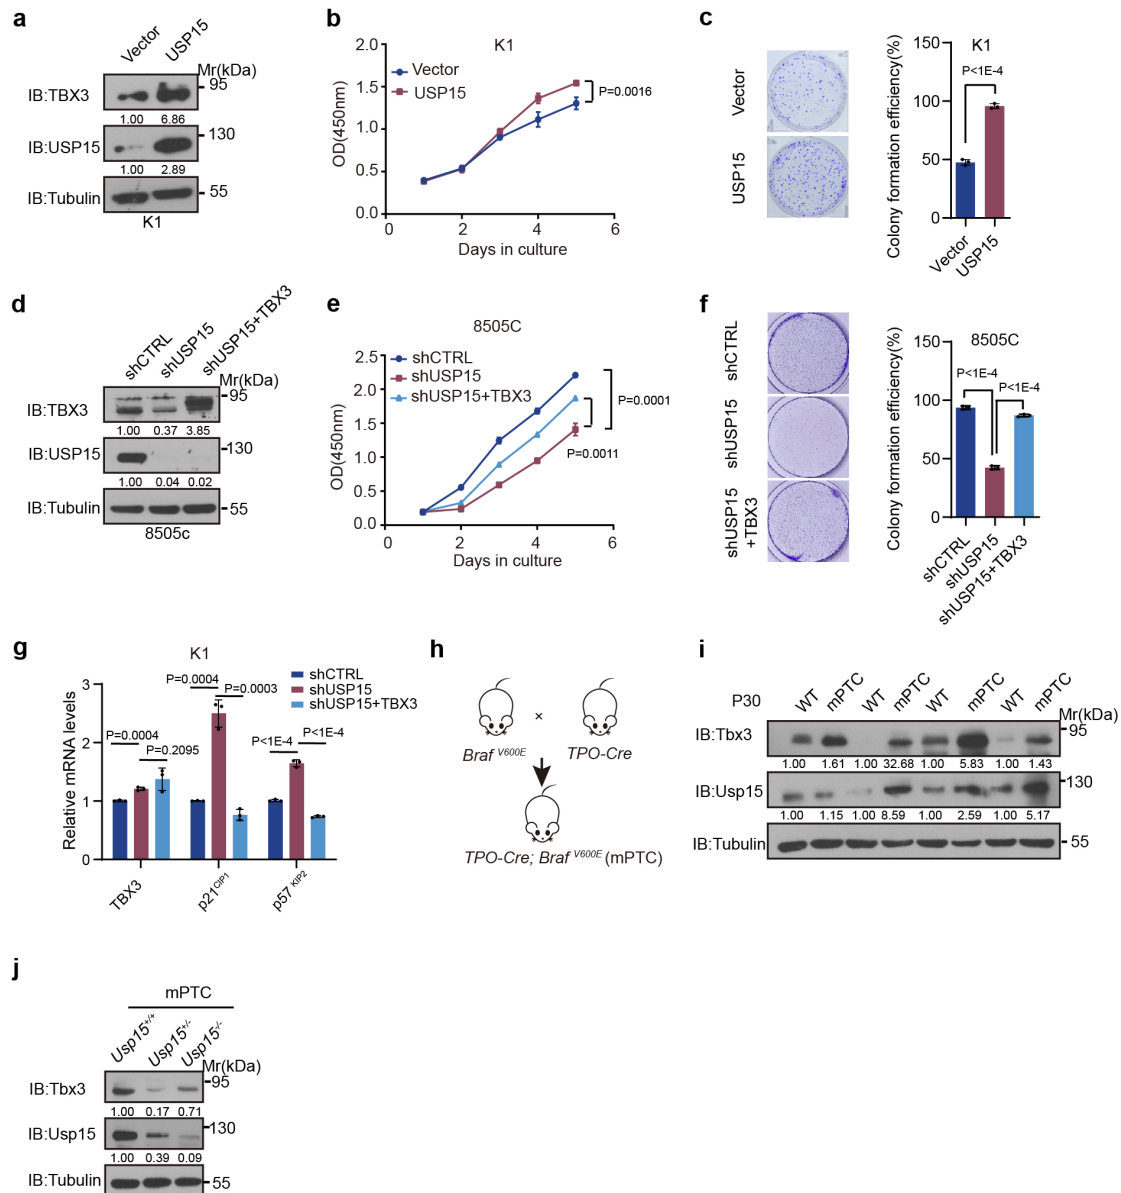 a
Vector
USP15
Mr(kDa)
IB:TBX3
95
1.00 6.86
IB:USP15
130
1.00 2.89
IB:Tubulin
55
K1
b
K1
2.0
1.5
1.0
0.5
0.0
OD(450nm)
Vector
USP15
P=0.0016
0 2 4 6
Days in culture
c
Vector
USP15
K1
P<1E-4
150
100
50
0
Colony formation efficiency(%)
Vector
USP15
d
shCTRL
shUSP15
shUSP15+TBX3
Mr(kDa)
IB:TBX3
95
1.00 0.37 3.85
IB:USP15
130
1.00 0.04 0.02
IB:Tubulin
55
8505c
e
8505C
2.5
2.0
1.5
1.0
0.5
0.0
OD(450nm)
shCTRL
shUSP15
shUSP15+TBX3
P=0.0001
P=0.0011
0 2 4 6
Days in culture
f
shCTRL
shUSP15
shUSP15
+TBX3
8505C
P<1E-4
P<1E-4
150
100
50
0
Colony formation efficiency(%)
shCTRL
shUSP15
shUSP15+TBX3
g
K1
shCTRL
shUSP15
shUSP15+TBX3
3
2
1
0
Relative mRNA levels
P=0.0004
P=0.2095
P=0.0004
P=0.0003
P<1E-4
P<1E-4
TBX3
p21CIP1
p57 KIP2
h
×
Braf V600E
TPO-Cre
TPO-Cre; Braf V600E (mPTC)
i
P30
WT mPTC WT mPTC WT mPTC WT mPTC
Mr(kDa)
IB:Tbx3
95
1.00 1.61 1.00 32.68 1.00 5.83 1.00 1.43
IB:Usp15
130
1.00 1.15 1.00 8.59 1.00 2.59 1.00 5.17
IB:Tubulin
55
j
mPTC
Usp15+/+
Usp15+/-
Usp15-/-
Mr(kDa)
IB:Tbx3
95
1.00 0.17 0.71
IB:Usp15
130
1.00 0.39 0.09
IB:Tubulin
55